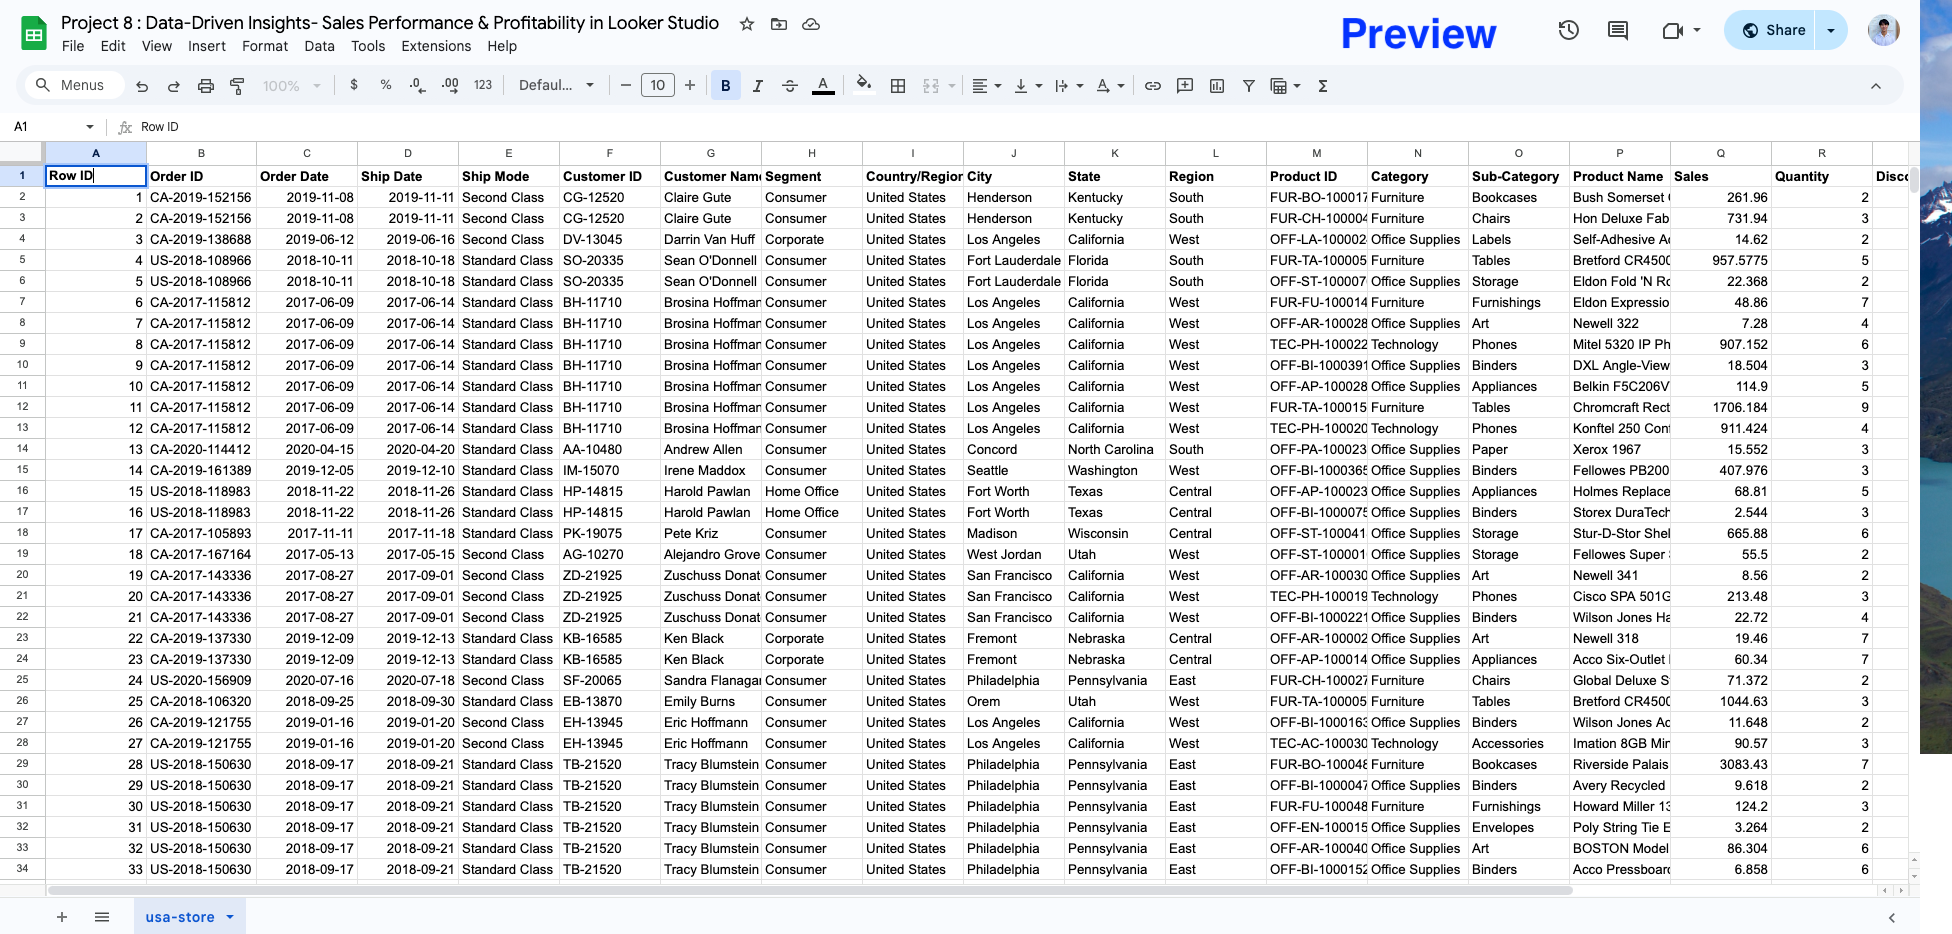 Project 8 : Data-Driven Insights- Sales Performance & Profitability in Looker Studio
Preview
Share
File Edit View Insert Format Data Tools Extensions Help
Menus 100% $ % .0 .00 123 Defaul... − 10 + B I A Σ
A1 fx Row ID
A B C D E F G H I J K L M N O P Q R
1 Row ID Order ID Order Date Ship Date Ship Mode Customer ID Customer Nam Segment Country/Region City State Region Product ID Category Sub-Category Product Name Sales Quantity Disco
2 1 CA-2019-152156 2019-11-08 2019-11-11 Second Class CG-12520 Claire Gute Consumer United States Henderson Kentucky South FUR-BO-10001 Furniture Bookcases Bush Somerset 261.96 2
3 2 CA-2019-152156 2019-11-08 2019-11-11 Second Class CG-12520 Claire Gute Consumer United States Henderson Kentucky South FUR-CH-100004 Furniture Chairs Hon Deluxe Fab 731.94 3
4 3 CA-2019-138688 2019-06-12 2019-06-16 Second Class DV-13045 Darrin Van Huff Corporate United States Los Angeles California West OFF-LA-100002 Office Supplies Labels Self-Adhesive A 14.62 2
5 4 US-2018-108966 2018-10-11 2018-10-18 Standard Class SO-20335 Sean O'Donnell Consumer United States Fort Lauderdale Florida South FUR-TA-100005 Furniture Tables Bretford CR4500 957.5775 5
6 5 US-2018-108966 2018-10-11 2018-10-18 Standard Class SO-20335 Sean O'Donnell Consumer United States Fort Lauderdale Florida South OFF-ST-100007 Office Supplies Storage Eldon Fold 'N Ro 22.368 2
7 6 CA-2017-115812 2017-06-09 2017-06-14 Standard Class BH-11710 Brosina Hoffman Consumer United States Los Angeles California West FUR-FU-100014 Furniture Furnishings Eldon Expressio 48.86 7
8 7 CA-2017-115812 2017-06-09 2017-06-14 Standard Class BH-11710 Brosina Hoffman Consumer United States Los Angeles California West OFF-AR-100028 Office Supplies Art Newell 322 7.28 4
9 8 CA-2017-115812 2017-06-09 2017-06-14 Standard Class BH-11710 Brosina Hoffman Consumer United States Los Angeles California West TEC-PH-100022 Technology Phones Mitel 5320 IP Ph 907.152 6
10 9 CA-2017-115812 2017-06-09 2017-06-14 Standard Class BH-11710 Brosina Hoffman Consumer United States Los Angeles California West OFF-BI-1000391 Office Supplies Binders DXL Angle-View 18.504 3
11 10 CA-2017-115812 2017-06-09 2017-06-14 Standard Class BH-11710 Brosina Hoffman Consumer United States Los Angeles California West OFF-AP-100028 Office Supplies Appliances Belkin F5C206V 114.9 5
12 11 CA-2017-115812 2017-06-09 2017-06-14 Standard Class BH-11710 Brosina Hoffman Consumer United States Los Angeles California West FUR-TA-100015 Furniture Tables Chromcraft Rect 1706.184 9
13 12 CA-2017-115812 2017-06-09 2017-06-14 Standard Class BH-11710 Brosina Hoffman Consumer United States Los Angeles California West TEC-PH-100020 Technology Phones Konftel 250 Con 911.424 4
14 13 CA-2020-114412 2020-04-15 2020-04-20 Standard Class AA-10480 Andrew Allen Consumer United States Concord North Carolina South OFF-PA-100023 Office Supplies Paper Xerox 1967 15.552 3
15 14 CA-2019-161389 2019-12-05 2019-12-10 Standard Class IM-15070 Irene Maddox Consumer United States Seattle Washington West OFF-BI-1000365 Office Supplies Binders Fellowes PB200 407.976 3
16 15 US-2018-118983 2018-11-22 2018-11-26 Standard Class HP-14815 Harold Pawlan Home Office United States Fort Worth Texas Central OFF-AP-100023 Office Supplies Appliances Holmes Replace 68.81 5
17 16 US-2018-118983 2018-11-22 2018-11-26 Standard Class HP-14815 Harold Pawlan Home Office United States Fort Worth Texas Central OFF-BI-1000075 Office Supplies Binders Storex DuraTech 2.544 3
18 17 CA-2017-105893 2017-11-11 2017-11-18 Standard Class PK-19075 Pete Kriz Consumer United States Madison Wisconsin Central OFF-ST-100041 Office Supplies Storage Stur-D-Stor Shel 665.88 6
19 18 CA-2017-167164 2017-05-13 2017-05-15 Second Class AG-10270 Alejandro Grove Consumer United States West Jordan Utah West OFF-ST-100001 Office Supplies Storage Fellowes Super 55.5 2
20 19 CA-2017-143336 2017-08-27 2017-09-01 Second Class ZD-21925 Zuschuss Donat Consumer United States San Francisco California West OFF-AR-100030 Office Supplies Art Newell 341 8.56 2
21 20 CA-2017-143336 2017-08-27 2017-09-01 Second Class ZD-21925 Zuschuss Donat Consumer United States San Francisco California West TEC-PH-100019 Technology Phones Cisco SPA 501G 213.48 3
22 21 CA-2017-143336 2017-08-27 2017-09-01 Second Class ZD-21925 Zuschuss Donat Consumer United States San Francisco California West OFF-BI-1000221 Office Supplies Binders Wilson Jones Ha 22.72 4
23 22 CA-2019-137330 2019-12-09 2019-12-13 Standard Class KB-16585 Ken Black Corporate United States Fremont Nebraska Central OFF-AR-100002 Office Supplies Art Newell 318 19.46 7
24 23 CA-2019-137330 2019-12-09 2019-12-13 Standard Class KB-16585 Ken Black Corporate United States Fremont Nebraska Central OFF-AP-100014 Office Supplies Appliances Acco Six-Outlet 60.34 7
25 24 US-2020-156909 2020-07-16 2020-07-18 Second Class SF-20065 Sandra Flanagan Consumer United States Philadelphia Pennsylvania East FUR-CH-100027 Furniture Chairs Global Deluxe S 71.372 2
26 25 CA-2018-106320 2018-09-25 2018-09-30 Standard Class EB-13870 Emily Burns Consumer United States Orem Utah West FUR-TA-100005 Furniture Tables Bretford CR4500 1044.63 3
27 26 CA-2019-121755 2019-01-16 2019-01-20 Second Class EH-13945 Eric Hoffmann Consumer United States Los Angeles California West OFF-BI-1000163 Office Supplies Binders Wilson Jones Ac 11.648 2
28 27 CA-2019-121755 2019-01-16 2019-01-20 Second Class EH-13945 Eric Hoffmann Consumer United States Los Angeles California West TEC-AC-100030 Technology Accessories Imation 8GB Min 90.57 3
29 28 US-2018-150630 2018-09-17 2018-09-21 Standard Class TB-21520 Tracy Blumstein Consumer United States Philadelphia Pennsylvania East FUR-BO-100048 Furniture Bookcases Riverside Palais 3083.43 7
30 29 US-2018-150630 2018-09-17 2018-09-21 Standard Class TB-21520 Tracy Blumstein Consumer United States Philadelphia Pennsylvania East OFF-BI-1000047 Office Supplies Binders Avery Recycled 9.618 2
31 30 US-2018-150630 2018-09-17 2018-09-21 Standard Class TB-21520 Tracy Blumstein Consumer United States Philadelphia Pennsylvania East FUR-FU-100048 Furniture Furnishings Howard Miller 13 124.2 3
32 31 US-2018-150630 2018-09-17 2018-09-21 Standard Class TB-21520 Tracy Blumstein Consumer United States Philadelphia Pennsylvania East OFF-EN-100015 Office Supplies Envelopes Poly String Tie E 3.264 2
33 32 US-2018-150630 2018-09-17 2018-09-21 Standard Class TB-21520 Tracy Blumstein Consumer United States Philadelphia Pennsylvania East OFF-AR-100040 Office Supplies Art BOSTON Model 86.304 6
34 33 US-2018-150630 2018-09-17 2018-09-21 Standard Class TB-21520 Tracy Blumstein Consumer United States Philadelphia Pennsylvania East OFF-BI-1000152 Office Supplies Binders Acco Pressboard 6.858 6
usa-store